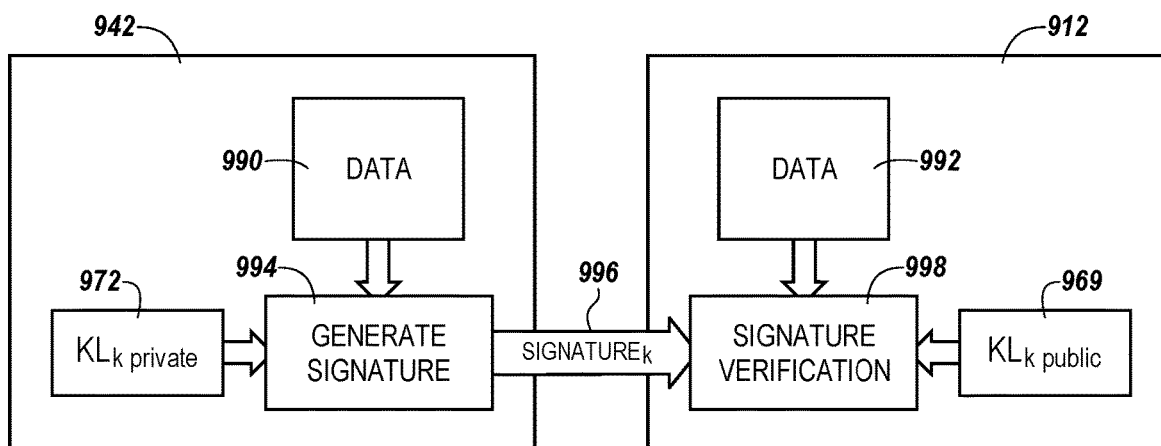 942
912
990
DATA
DATA
992
972
994
996
998
969
KLk private
GENERATE
SIGNATURE
SIGNATUREk
SIGNATURE
VERIFICATION
KLk public